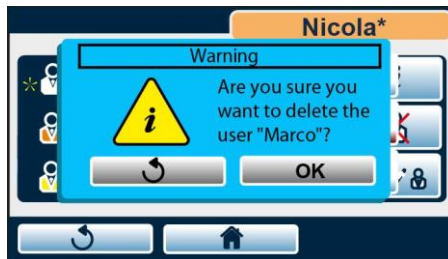 Nicola*
Warning
Are you sure you
want to delete the
user "Marco"?
i
OK